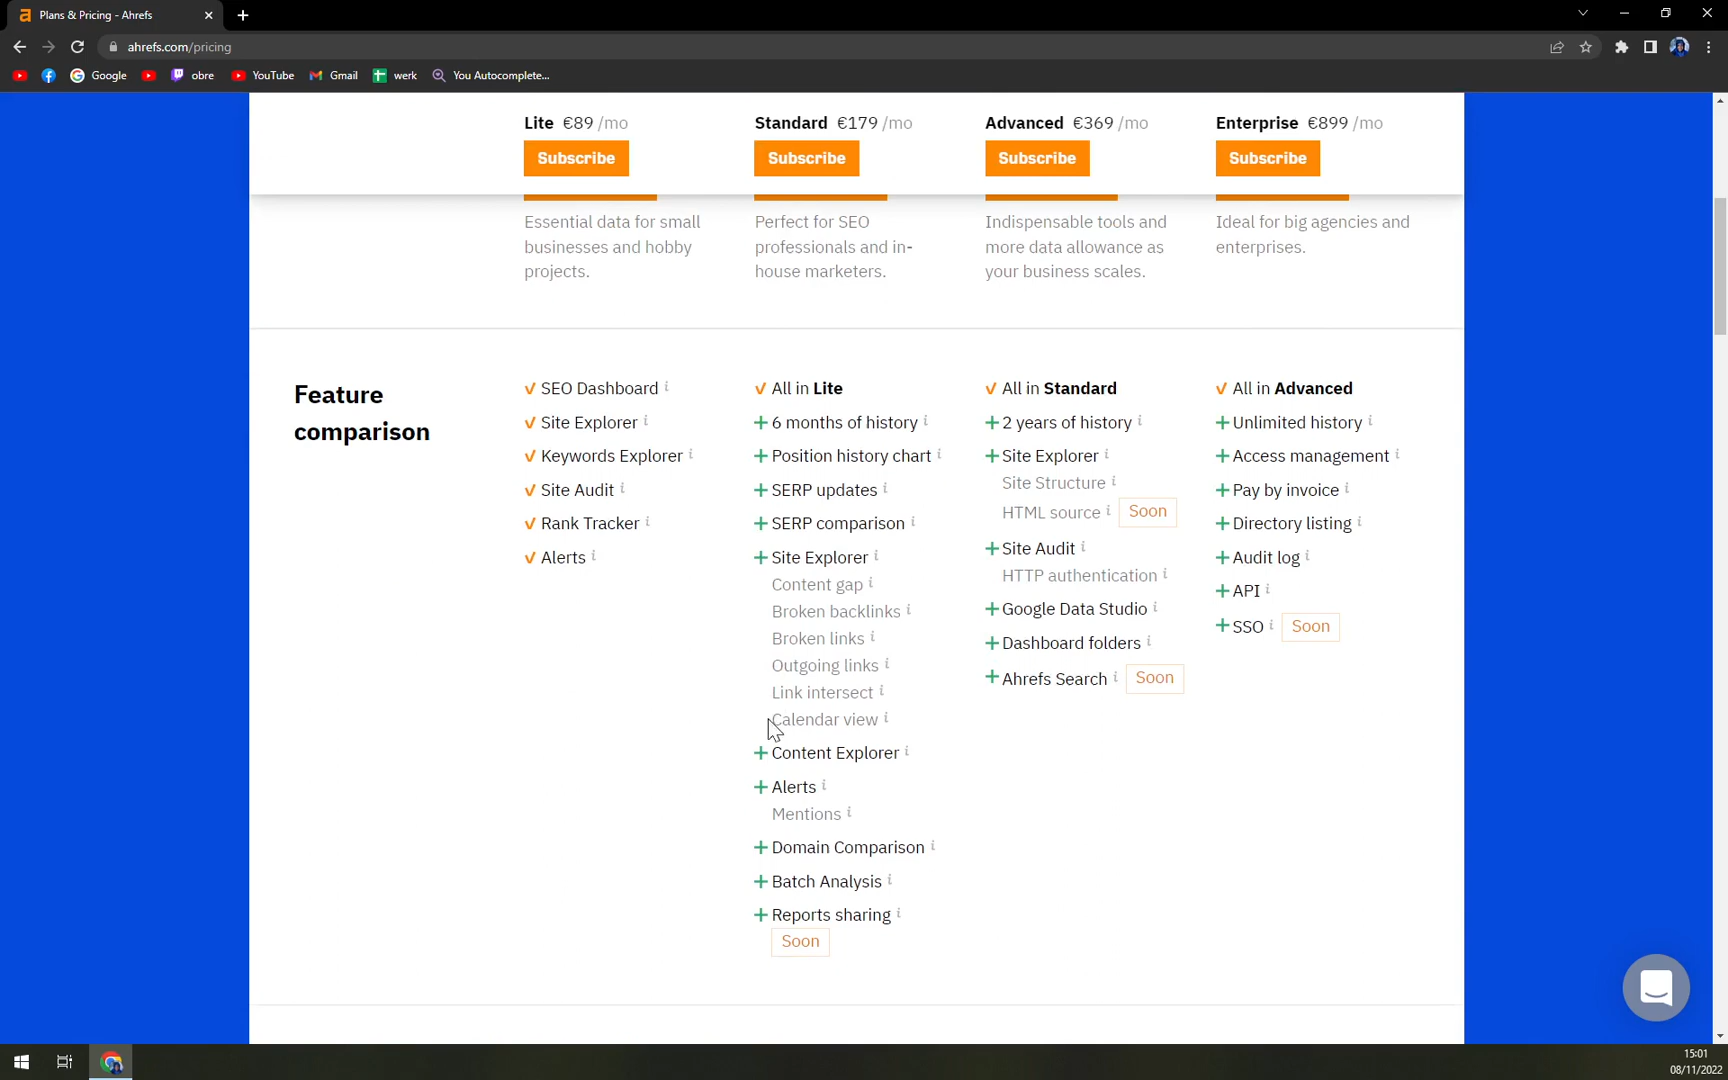 Plans & Pricing - Ahrefs
ahrefs.com/pricing
Google
obre
YouTube
Gmail
werk
You Autocomplete...
Lite €89 /mo
Standard €179 /mo
Advanced €369 /mo
Enterprise €899 /mo
Subscribe
Subscribe
Subscribe
Subscribe
Essential data for small
businesses and hobby
projects.
Perfect for SEO
professionals and in-
house marketers.
Indispensable tools and
more data allowance as
your business scales.
Ideal for big agencies and
enterprises.
Feature
comparison
SEO Dashboard i
Site Explorer i
Keywords Explorer i
Site Audit i
Rank Tracker i
Alerts i
All in Lite
6 months of history i
Position history chart i
SERP updates i
SERP comparison i
Site Explorer i
Content gap i
Broken backlinks i
Broken links i
Outgoing links i
Link intersect i
Calendar view i
Content Explorer i
Alerts i
Mentions i
Domain Comparison i
Batch Analysis i
Reports sharing i
Soon
All in Standard
2 years of history i
Site Explorer i
Site Structure i
HTML source i Soon
Site Audit i
HTTP authentication i
Google Data Studio i
Dashboard folders i
Ahrefs Search i Soon
All in Advanced
Unlimited history i
Access management i
Pay by invoice i
Directory listing i
Audit log i
API i
SSO i Soon
15:01
08/11/2022